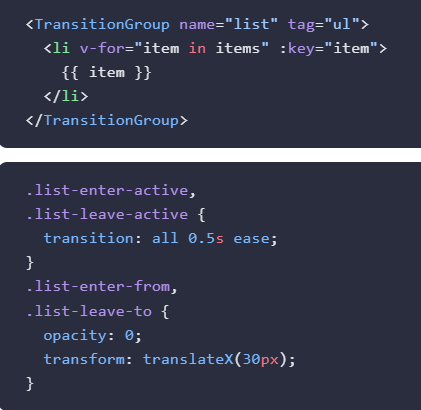 <TransitionGroup name="list" tag="ul">
  <li v-for="item in items" :key="item">
    {{ item }}
  </li>
</TransitionGroup>
.list-enter-active,
.list-leave-active {
  transition: all 0.5s ease;
}
.list-enter-from,
.list-leave-to {
  opacity: 0;
  transform: translateX(30px);
}